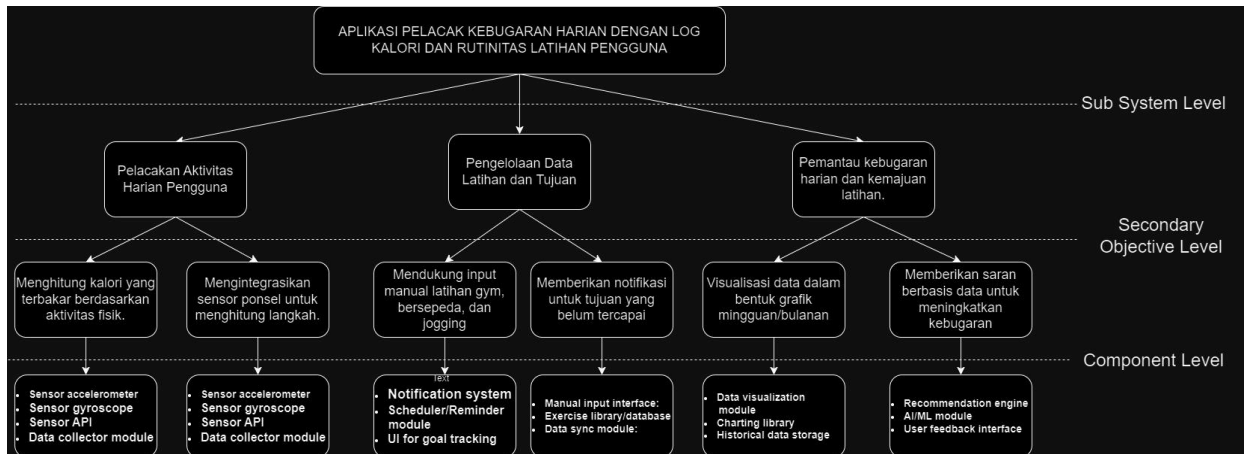 APLIKASI PELACAK KEBUGARAN HARIAN DENGAN LOG
KALORI DAN RUTINITAS LATIHAN PENGGUNA
Sub System Level
Pelacakan Aktivitas
Harian Pengguna
Pengelolaan Data
Latihan dan Tujuan
Pemantau kebugaran
harian dan kemajuan
latihan.
Secondary
Objective Level
Menghitung kalori yang
terbakar berdasarkan
aktivitas fisik.
Mengintegrasikan
sensor ponsel untuk
menghitung langkah.
Mendukung input
manual latihan gym,
bersepeda, dan
jogging
Memberikan notifikasi
untuk tujuan yang
belum tercapai
Visualisasi data dalam
bentuk grafik
mingguan/bulanan
Memberikan saran
berbasis data untuk
meningkatkan
kebugaran
Component Level
• Sensor accelerometer
• Sensor gyroscope
• Sensor API
• Data collector module
• Sensor accelerometer
• Sensor gyroscope
• Sensor API
• Data collector module
Text
• Notification system
• Scheduler/Reminder
module
• UI for goal tracking
• Manual input interface:
• Exercise library/database
• Data sync module:
• Data visualization
module
• Charting library
• Historical data storage
• Recommendation engine
• AI/ML module
• User feedback interface